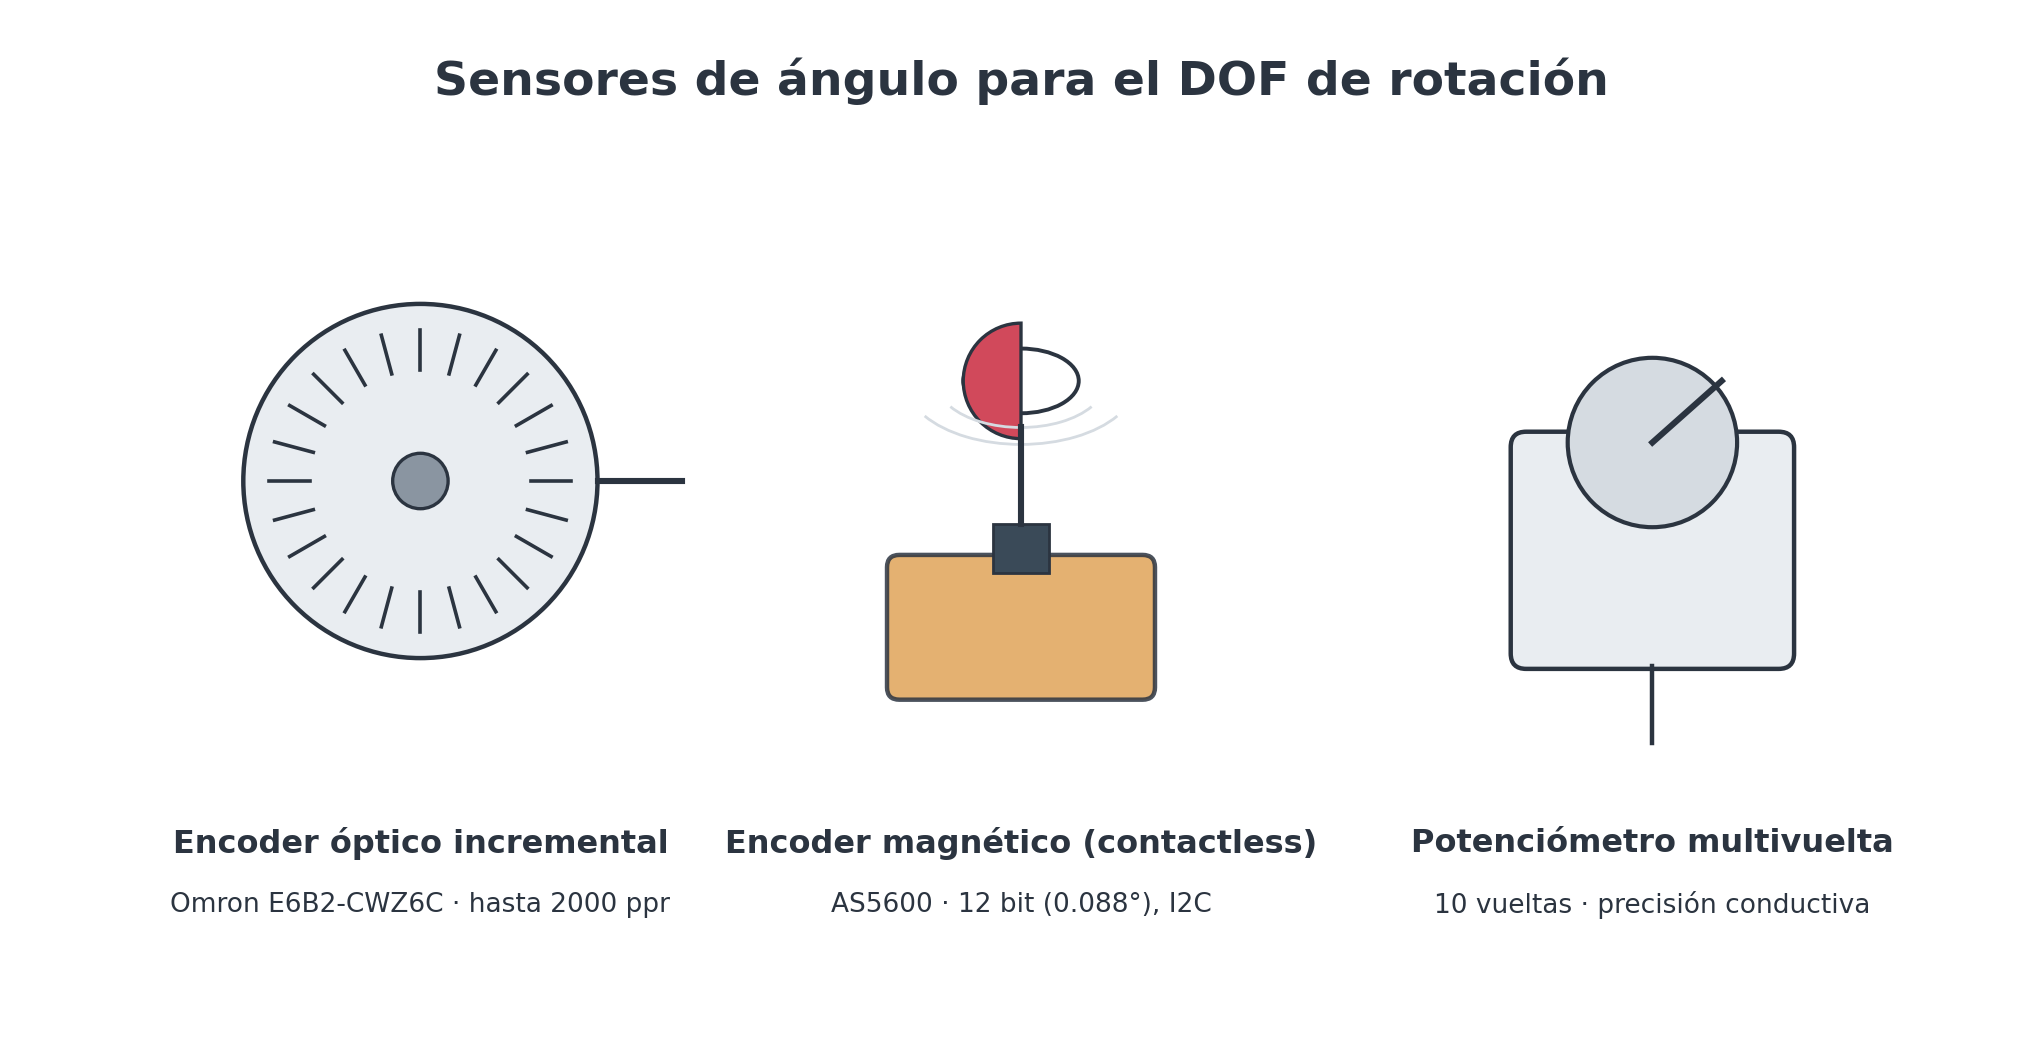 Sensores de ángulo para el DOF de rotación
Encoder óptico incremental
Omron E6B2-CWZ6C · hasta 2000 ppr
Encoder magnético (contactless)
AS5600 · 12 bit (0.088°), I2C
Potenciómetro multivuelta
10 vueltas · precisión conductiva